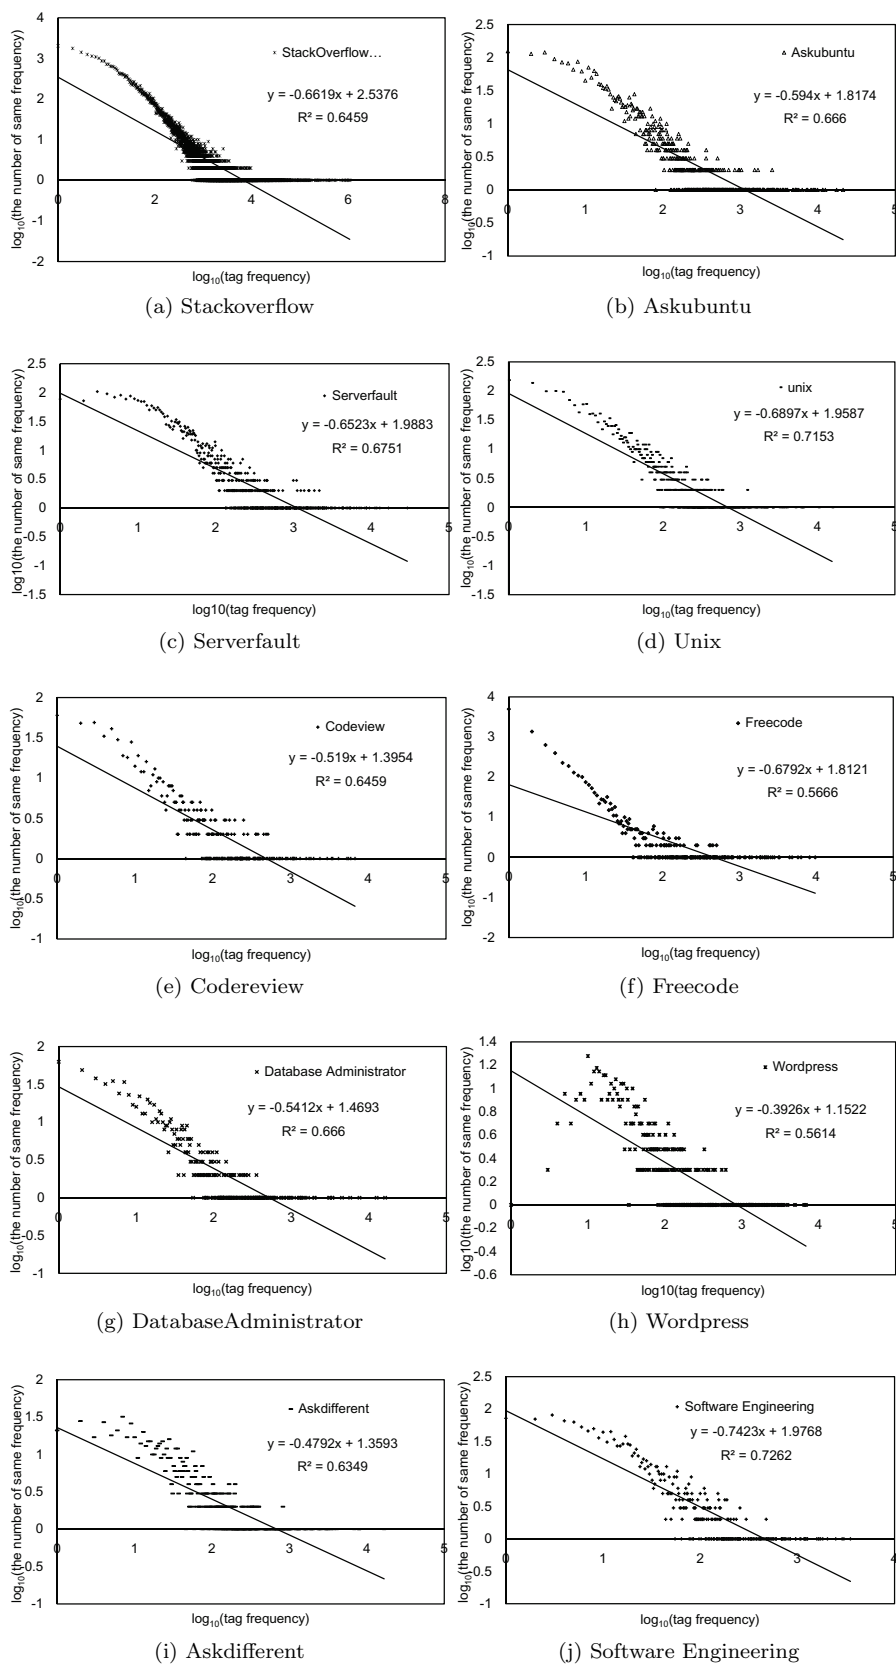 log₁₀(the number of same frequency)
4
3
2
1
0
-1
-2
StackOverflow…
y = -0.6619x + 2.5376
R² = 0.6459
0 2 4 6 8
log₁₀(tag frequency)
(a) Stackoverflow
log₁₀(the number of same frequency)
2.5
2
1.5
1
0.5
0
-0.5
-1
Askubuntu
y = -0.594x + 1.8174
R² = 0.666
0 1 2 3 4 5
log₁₀(tag frequency)
(b) Askubuntu
log10(the number of same frequency)
2.5
2
1.5
1
0.5
0
-0.5
-1
-1.5
Serverfault
y = -0.6523x + 1.9883
R² = 0.6751
0 1 2 3 4 5
log10(tag frequency)
(c) Serverfault
log₁₀(the number of same frequency)
2.5
2
1.5
1
0.5
0
-0.5
-1
-1.5
unix
y = -0.6897x + 1.9587
R² = 0.7153
0 1 2 3 4 5
log₁₀(tag frequency)
(d) Unix
log₁₀(the number of same frequency)
2
1.5
1
0.5
0
-0.5
-1
Codeview
y = -0.519x + 1.3954
R² = 0.6459
0 1 2 3 4 5
log₁₀(tag frequency)
(e) Codereview
log₁₀(the number of same frequency)
4
3
2
1
0
-1
-2
Freecode
y = -0.6792x + 1.8121
R² = 0.5666
0 1 2 3 4 5
log₁₀(tag frequency)
(f) Freecode
log₁₀(the number of same frequency)
2
1.5
1
0.5
0
-0.5
-1
Database Administrator
y = -0.5412x + 1.4693
R² = 0.666
0 1 2 3 4 5
log₁₀(tag frequency)
(g) DatabaseAdministrator
log10(the number of same frequency)
1.4
1.2
1
0.8
0.6
0.4
0.2
0
-0.2
-0.4
-0.6
Wordpress
y = -0.3926x + 1.1522
R² = 0.5614
0 1 2 3 4 5
log10(tag frequency)
(h) Wordpress
log₁₀(the number of same frequency)
2
1.5
1
0.5
0
-0.5
-1
Askdifferent
y = -0.4792x + 1.3593
R² = 0.6349
0 1 2 3 4 5
log₁₀(tag frequency)
(i) Askdifferent
log₁₀(the number of same frequency)
2.5
2
1.5
1
0.5
0
-0.5
-1
Software Engineering
y = -0.7423x + 1.9768
R² = 0.7262
0 1 2 3 4
log₁₀(tag frequency)
(j) Software Engineering